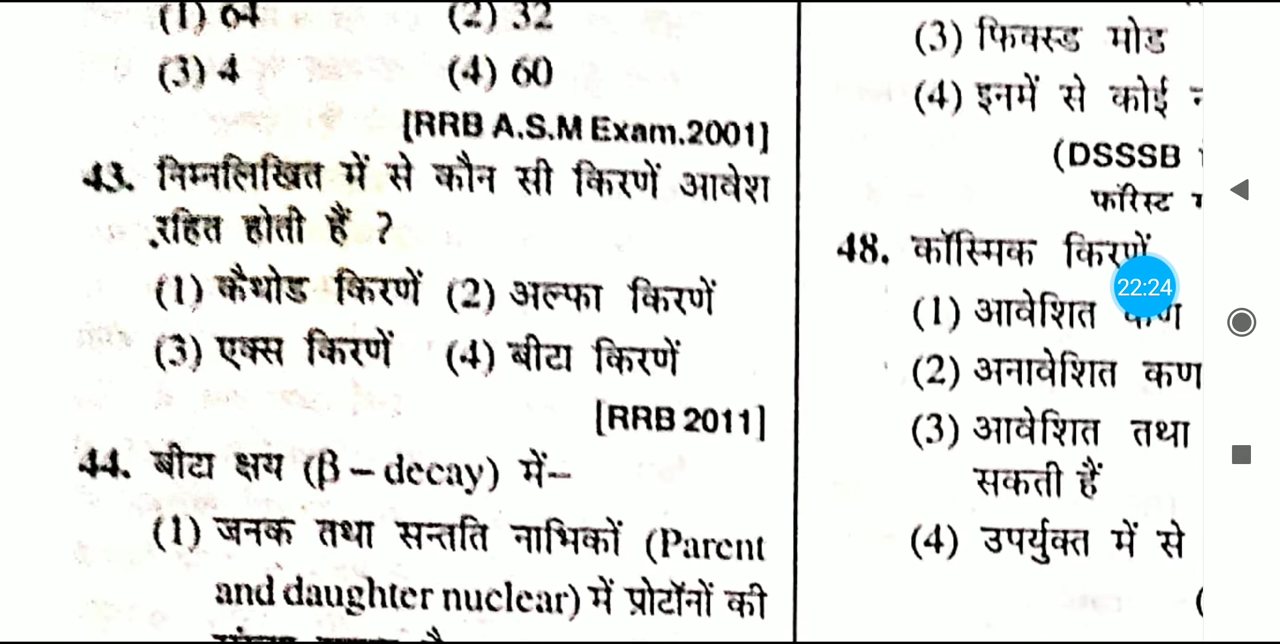 (1) 64 (2) 32
(3) 4 (4) 60
[RRB A.S.M Exam.2001]
43. निम्नलिखित में से कौन सी किरणें आवेश
रहित होती हैं ?
(1) कैथोड किरणें (2) अल्फा किरणें
(3) एक्स किरणें (4) बीटा किरणें
[RRB 2011]
44. बीटा क्षय (β – decay) में–
(1) जनक तथा सन्तति नाभिकों (Parent
and daughter nuclear) में प्रोटॉनों की
(3) फिक्स्ड मोड
(4) इनमें से कोई
(DSSSB
फॉरेस्ट
48. कॉस्मिक किरणें
(1) आवेशित कण
(2) अनावेशित कण
(3) आवेशित तथा
सकती हैं
(4) उपर्युक्त में से
(
22:24